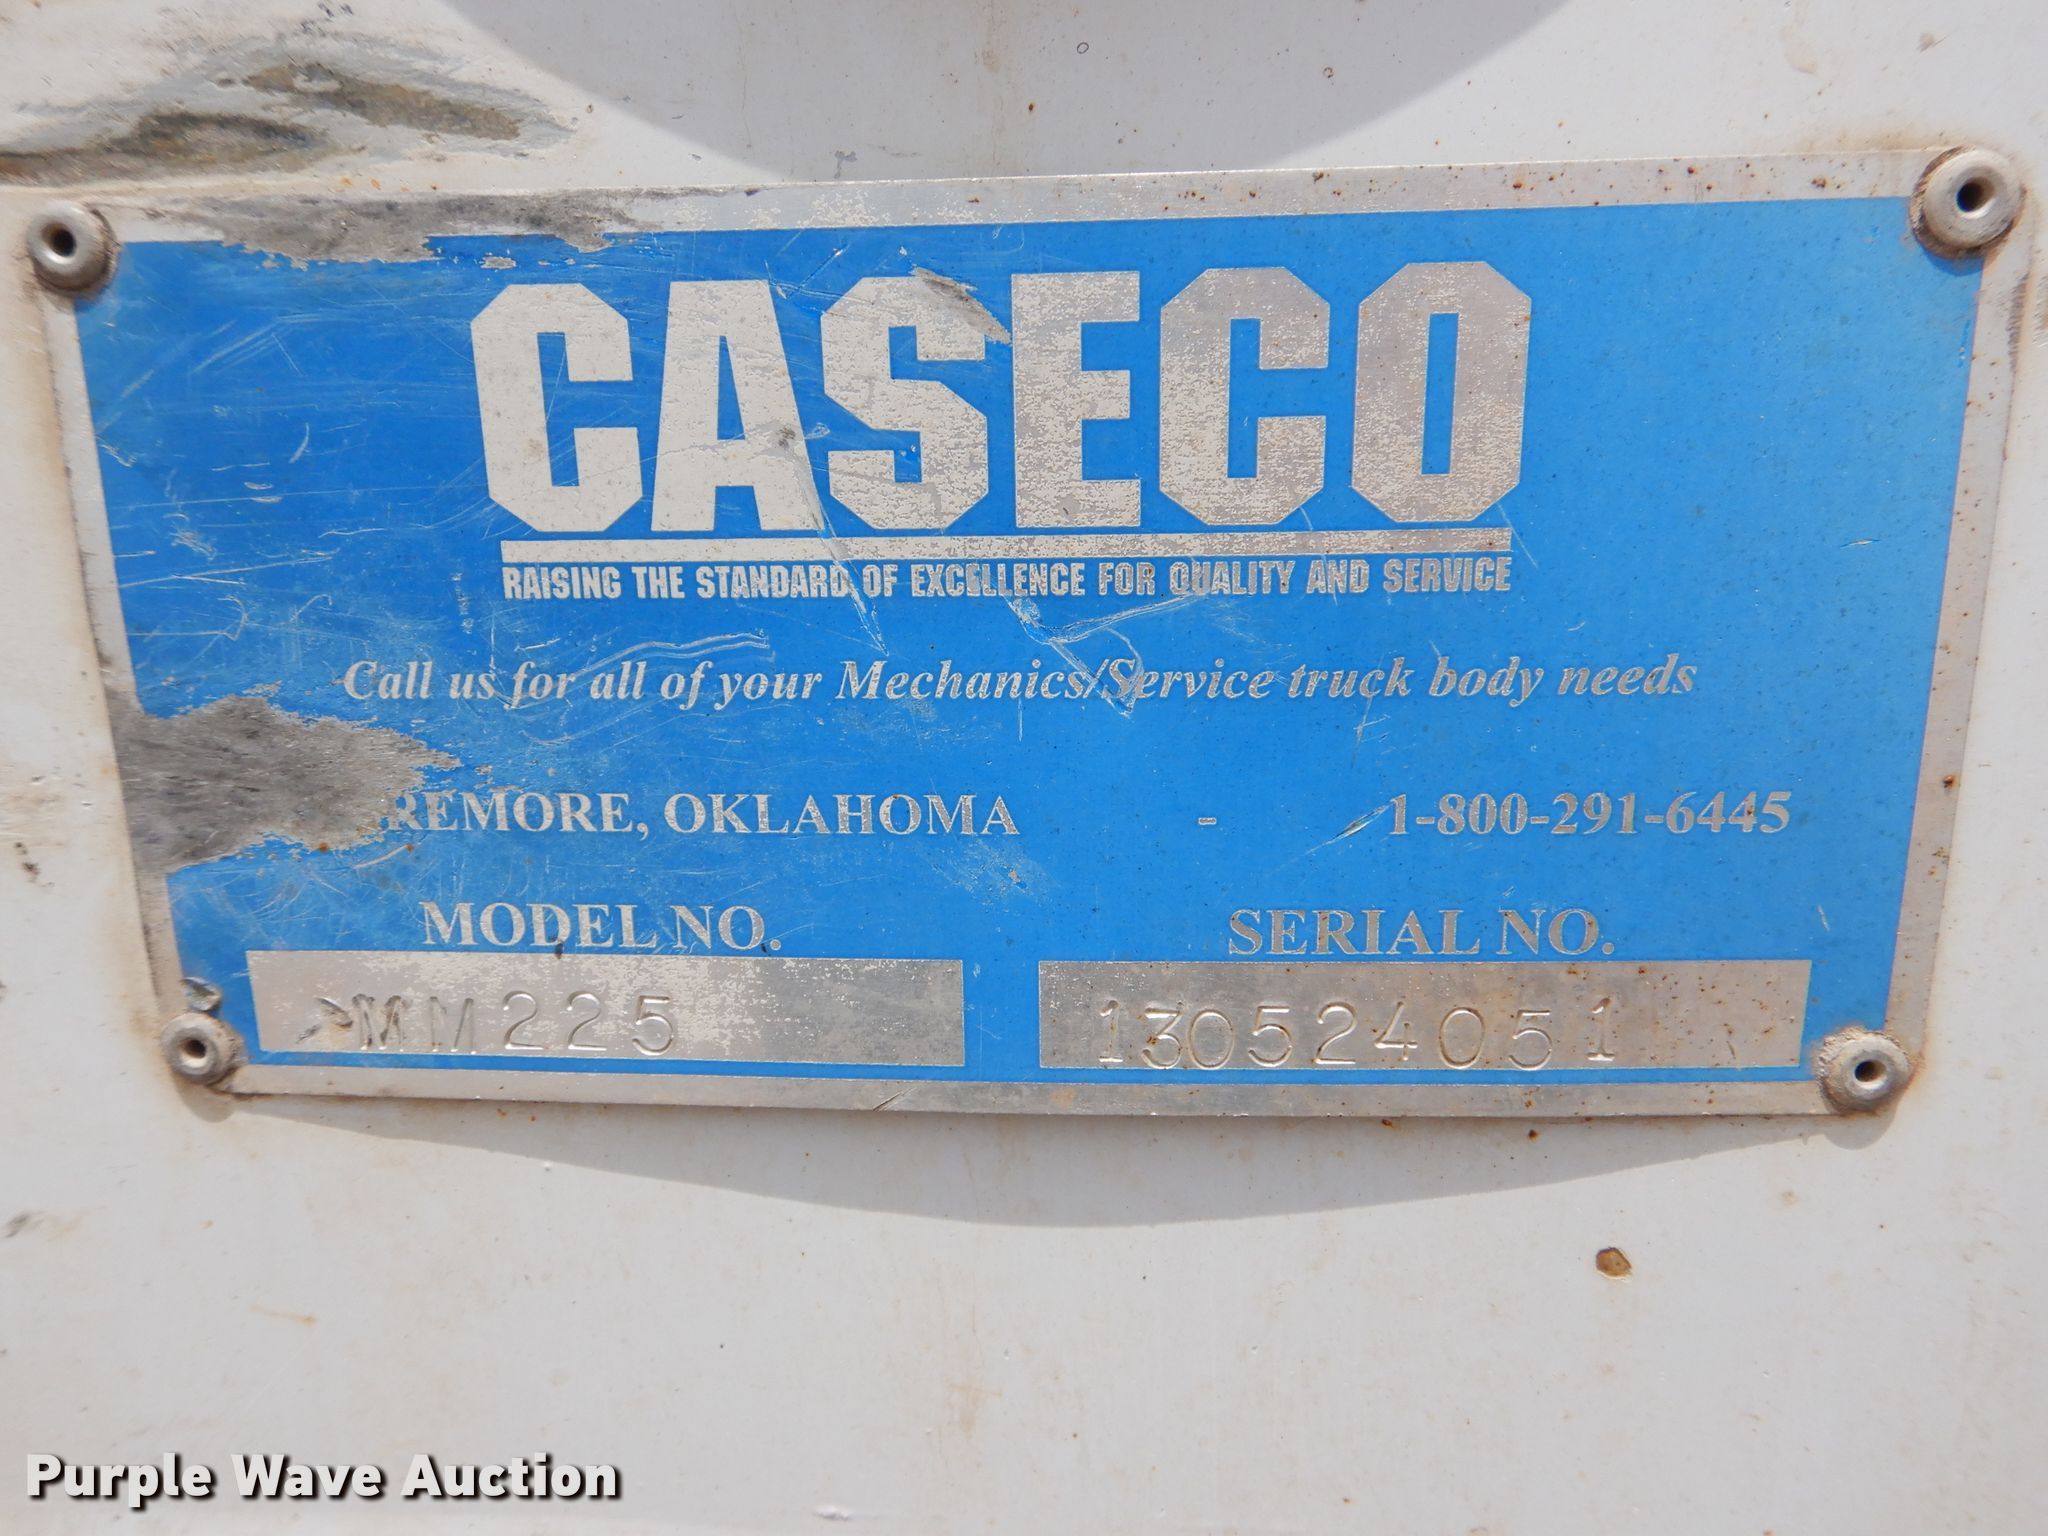 CASECO
RAISING THE STANDARD OF EXCELLENCE FOR QUALITY AND SERVICE
Call us for all of your Mechanics/Service truck body needs
REMORE, OKLAHOMA - 1-800-291-6445
MODEL NO. SERIAL NO.
MM225 130524051
Purple Wave Auction